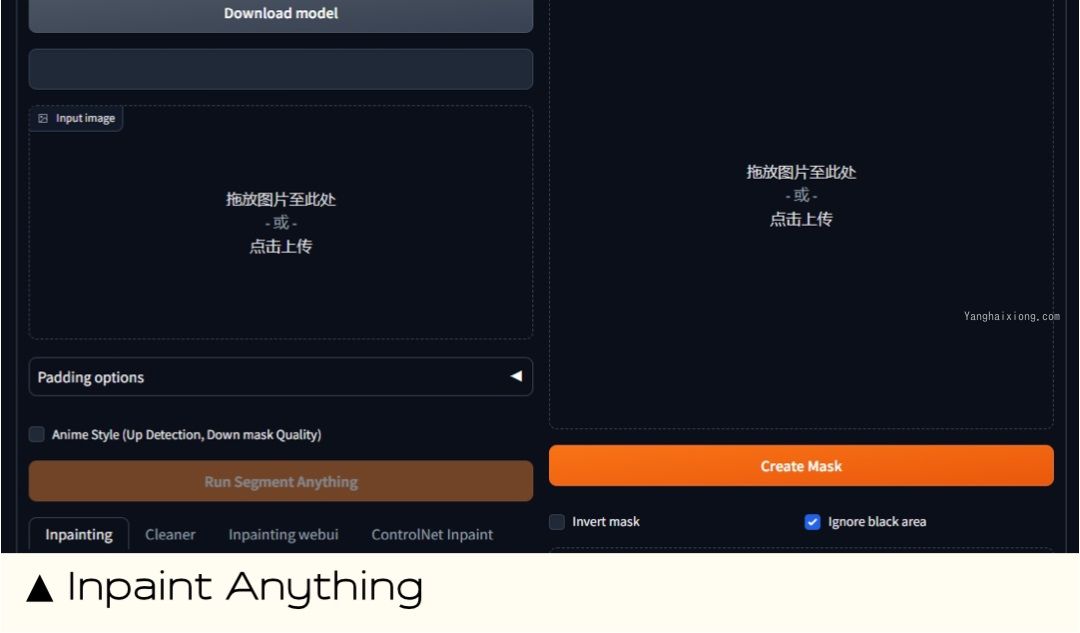 Download model
Input image
拖放图片至此处
- 或 -
点击上传
Padding options
Anime Style (Up Detection, Down mask Quality)
Run Segment Anything
Inpainting
Cleaner
Inpainting webui
ControlNet Inpaint
拖放图片至此处
- 或 -
点击上传
Yanghaixiong.com
Create Mask
Invert mask
Ignore black area
▲ Inpaint Anything